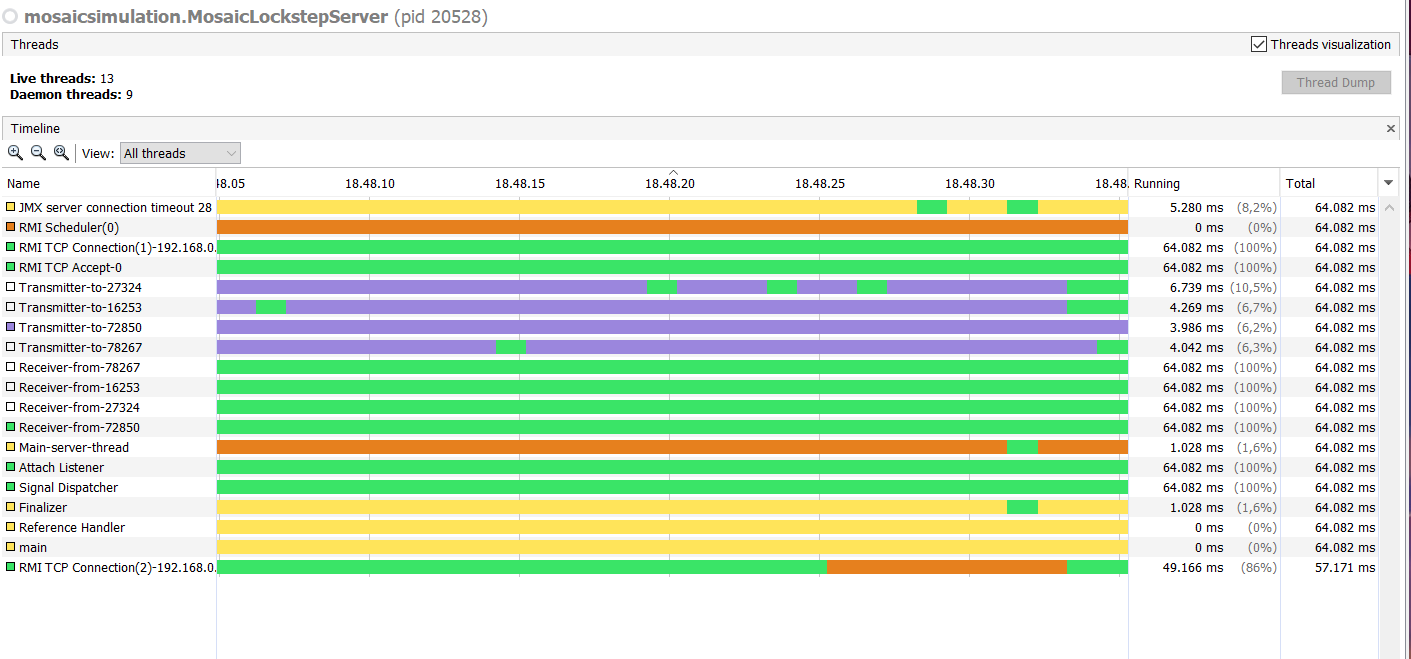 mosaicsimulation.MosaicLockstepServer (pid 20528)
Threads Threads visualization
Live threads: 13
Daemon threads: 9
Thread Dump
Timeline
View: All threads
Name 18.48.05 18.48.10 18.48.15 18.48.20 18.48.25 18.48.30 18.48. Running Total
JMX server connection timeout 28 5.280 ms (8,2%) 64.082 ms
RMI Scheduler(0) 0 ms (0%) 64.082 ms
RMI TCP Connection(1)-192.168.0. 64.082 ms (100%) 64.082 ms
RMI TCP Accept-0 64.082 ms (100%) 64.082 ms
Transmitter-to-27324 6.739 ms (10,5%) 64.082 ms
Transmitter-to-16253 4.269 ms (6,7%) 64.082 ms
Transmitter-to-72850 3.986 ms (6,2%) 64.082 ms
Transmitter-to-78267 4.042 ms (6,3%) 64.082 ms
Receiver-from-78267 64.082 ms (100%) 64.082 ms
Receiver-from-16253 64.082 ms (100%) 64.082 ms
Receiver-from-27324 64.082 ms (100%) 64.082 ms
Receiver-from-72850 64.082 ms (100%) 64.082 ms
Main-server-thread 1.028 ms (1,6%) 64.082 ms
Attach Listener 64.082 ms (100%) 64.082 ms
Signal Dispatcher 64.082 ms (100%) 64.082 ms
Finalizer 1.028 ms (1,6%) 64.082 ms
Reference Handler 0 ms (0%) 64.082 ms
main 0 ms (0%) 64.082 ms
RMI TCP Connection(2)-192.168.0. 49.166 ms (86%) 57.171 ms